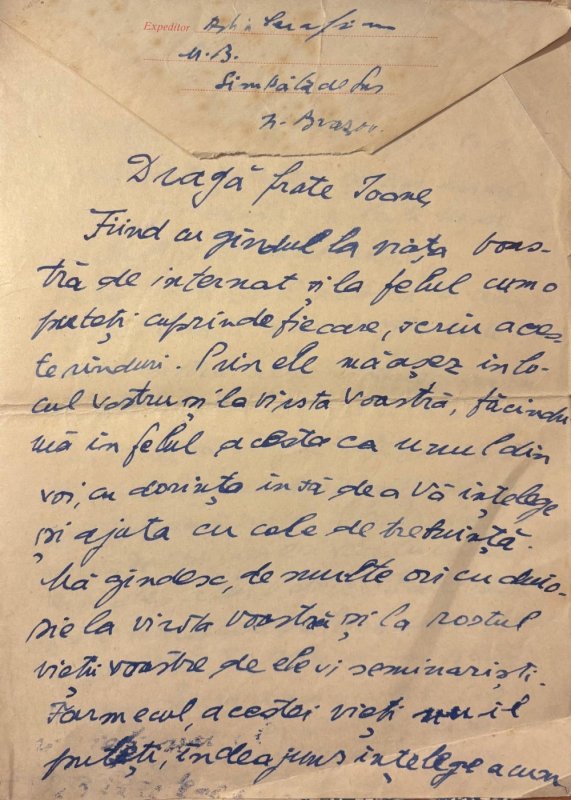 Expeditor Serafim
M.B.
Simbăta de Sus
R. Brașov
Dragă frate Ioane,
Fiind cu gîndul la viața voas-
tră de internat și la felul cum o
puteți cuprinde fiecare, scriu aces-
te rînduri. Prin ele mă așez în lo-
cul vostru și la vîrsta voastră, făcîndu
mă în felul acesta ca unul din
voi, cu dorința însă de a vă înțelege
și ajuta cu cele de trebuință.
Mă gîndesc, de multe ori cu duio-
șie la vîrsta voastră și la rostul
vieții voastre de elevi seminariști.
Farmecul acestei vieți nu îl
puteți, îndeajuns înțelege acum